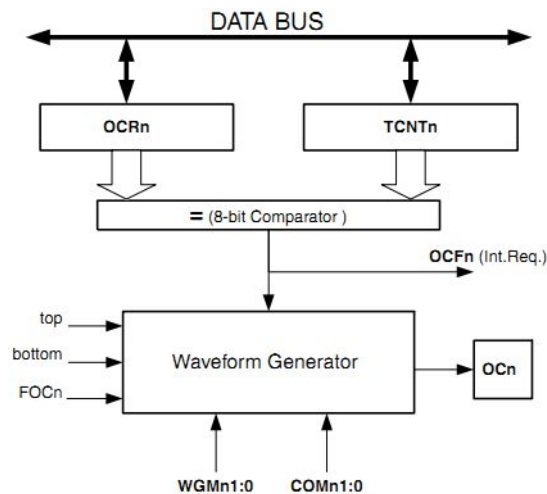 DATA BUS
OCRn
TCNTn
= (8-bit Comparator )
OCFn (Int.Req.)
top
bottom
FOCn
Waveform Generator
OCn
WGMn1:0
COMn1:0